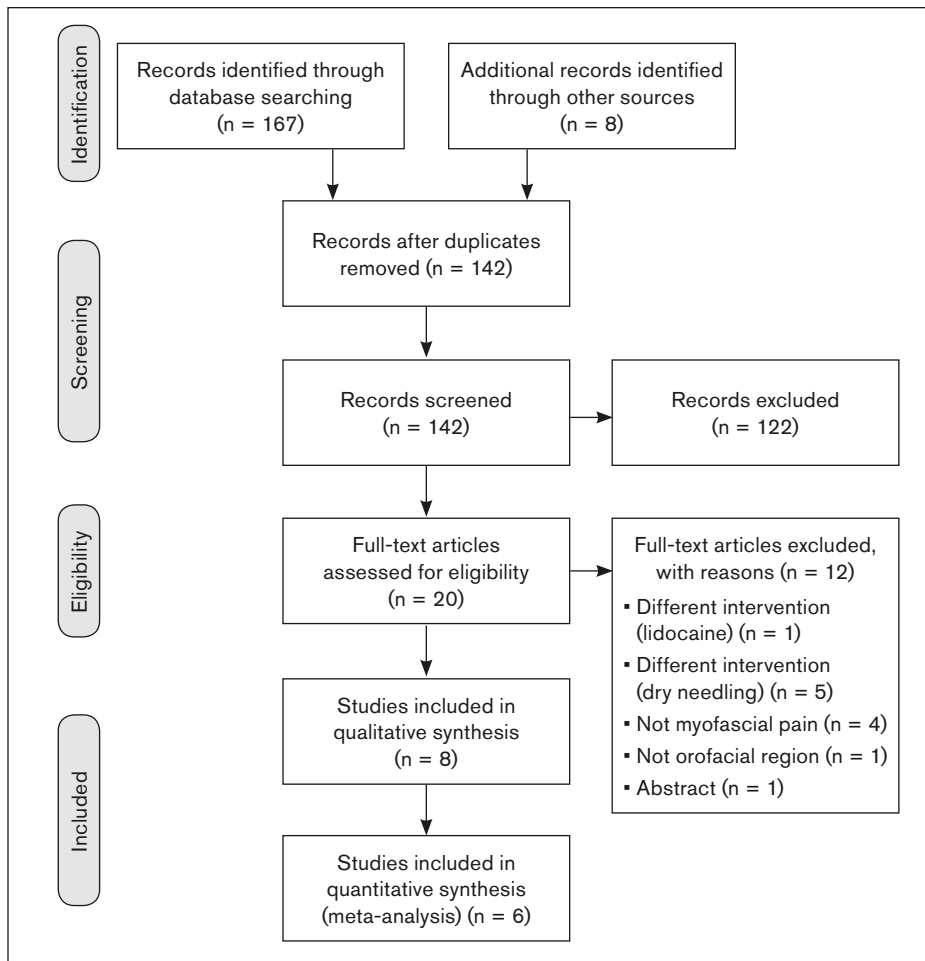 Identification
Records identified through
database searching
(n = 167)
Additional records identified
through other sources
(n = 8)
Screening
Records after duplicates
removed (n = 142)
Records screened
(n = 142)
Records excluded
(n = 122)
Eligibility
Full-text articles
assessed for eligibility
(n = 20)
Full-text articles excluded,
with reasons (n = 12)
▪ Different intervention
(lidocaine) (n = 1)
▪ Different intervention
(dry needling) (n = 5)
▪ Not myofascial pain (n = 4)
▪ Not orofacial region (n = 1)
▪ Abstract (n = 1)
Included
Studies included in
qualitative synthesis
(n = 8)
Studies included in
quantitative synthesis
(meta-analysis) (n = 6)